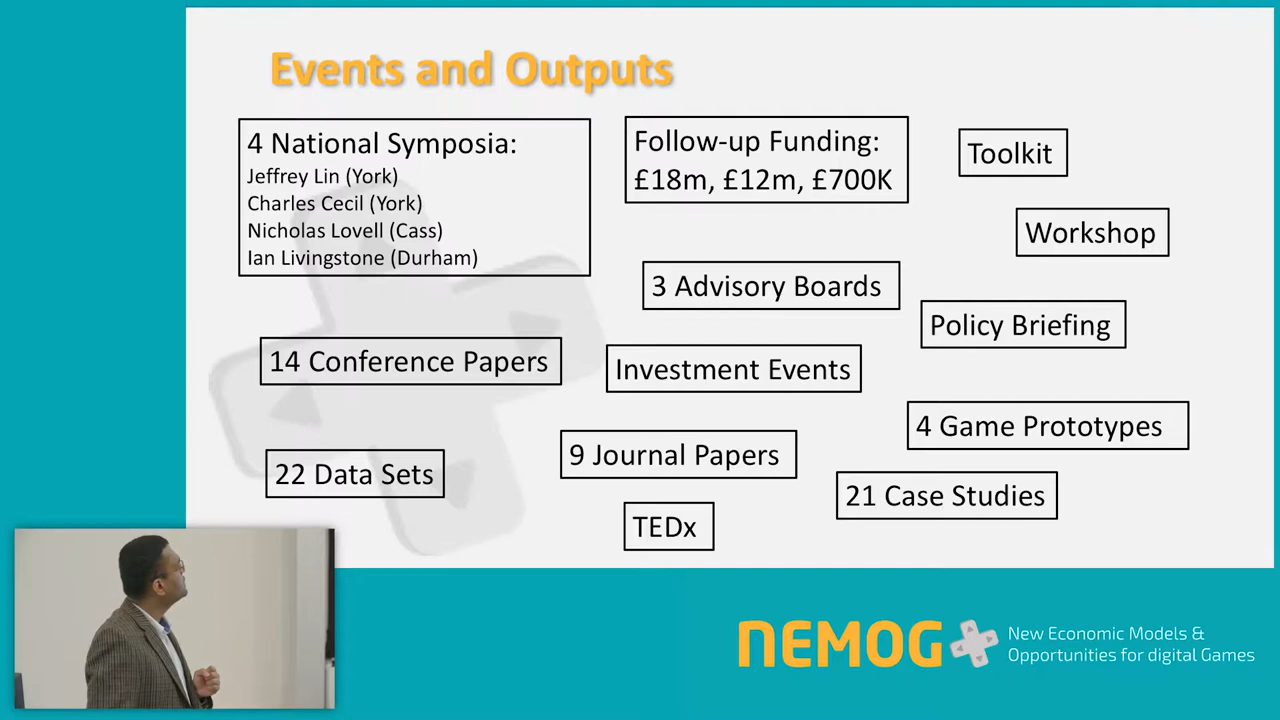 Events and Outputs
4 National Symposia:
Jeffrey Lin (York)
Charles Cecil (York)
Nicholas Lovell (Cass)
Ian Livingstone (Durham)
Follow-up Funding:
£18m, £12m, £700K
Toolkit
Workshop
3 Advisory Boards
Policy Briefing
14 Conference Papers
Investment Events
4 Game Prototypes
9 Journal Papers
22 Data Sets
21 Case Studies
TEDx
NEMOG
New Economic Models &
Opportunities for digital Games